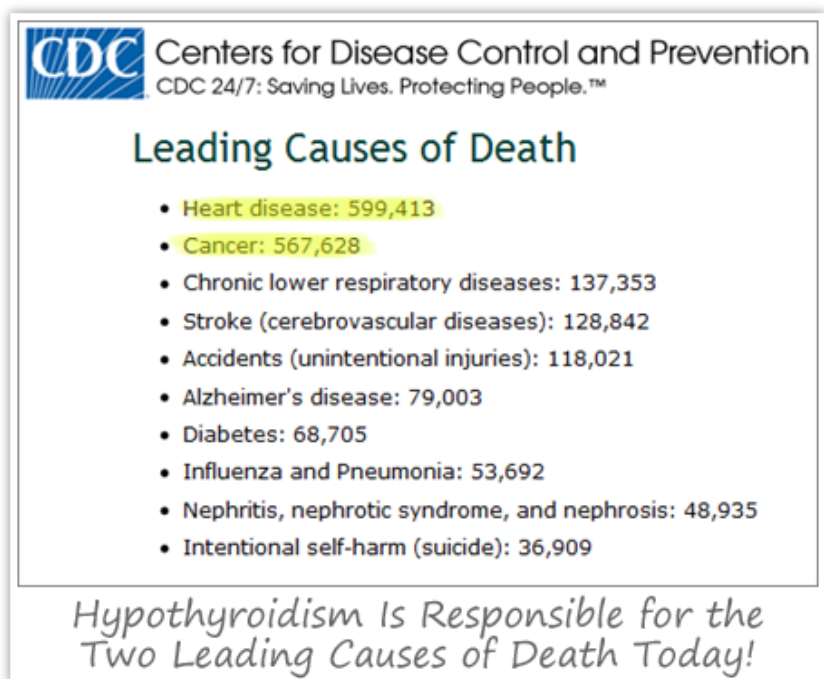 CDC Centers for Disease Control and Prevention
CDC 24/7: Saving Lives. Protecting People.™
Leading Causes of Death
• Heart disease: 599,413
• Cancer: 567,628
• Chronic lower respiratory diseases: 137,353
• Stroke (cerebrovascular diseases): 128,842
• Accidents (unintentional injuries): 118,021
• Alzheimer's disease: 79,003
• Diabetes: 68,705
• Influenza and Pneumonia: 53,692
• Nephritis, nephrotic syndrome, and nephrosis: 48,935
• Intentional self-harm (suicide): 36,909
Hypothyroidism Is Responsible for the
Two Leading Causes of Death Today!